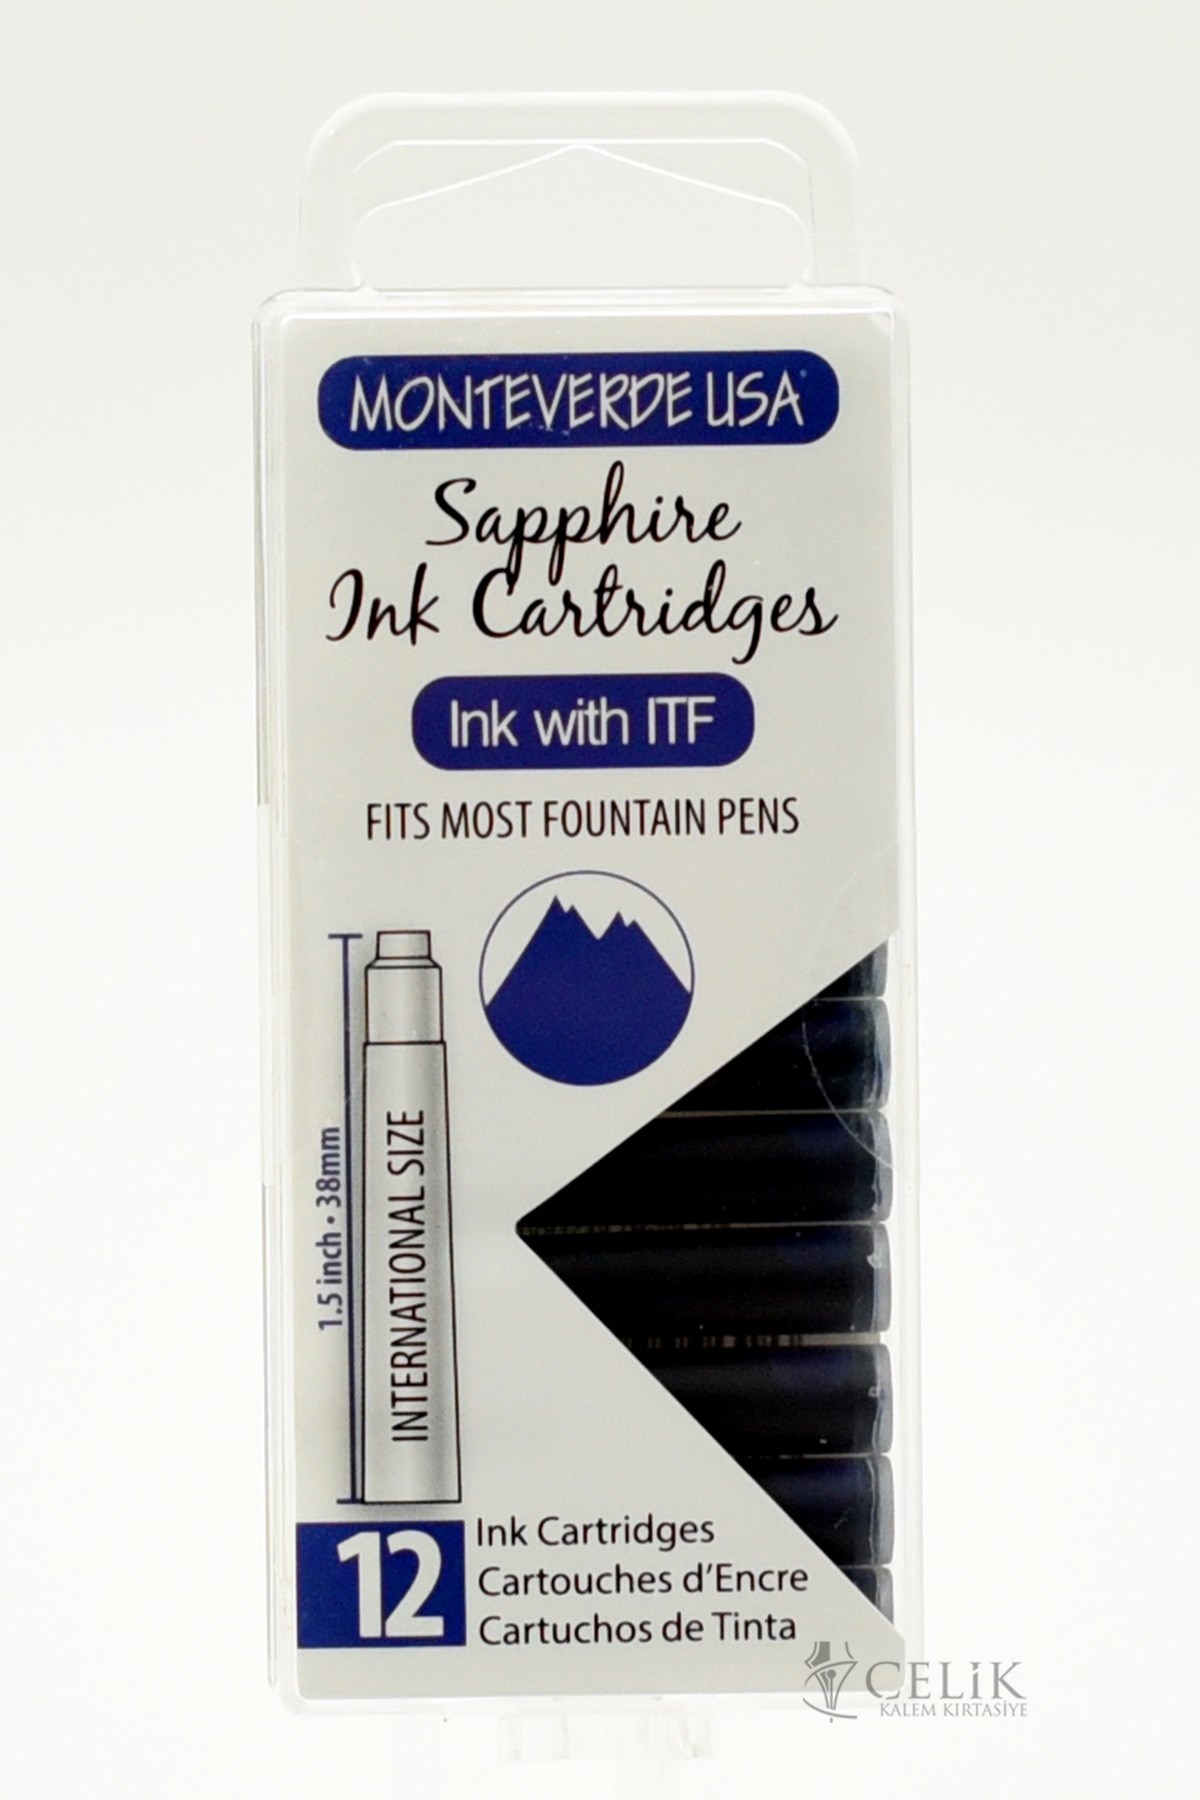 MONTEVERDE USA
Sapphire
Ink Cartridges
Ink with ITF
FITS MOST FOUNTAIN PENS
1.5 inch • 38mm
INTERNATIONAL SIZE
12
Ink Cartridges
Cartouches d'Encre
Cartuchos de Tinta
CELİK
KALEM KIRTASİYE